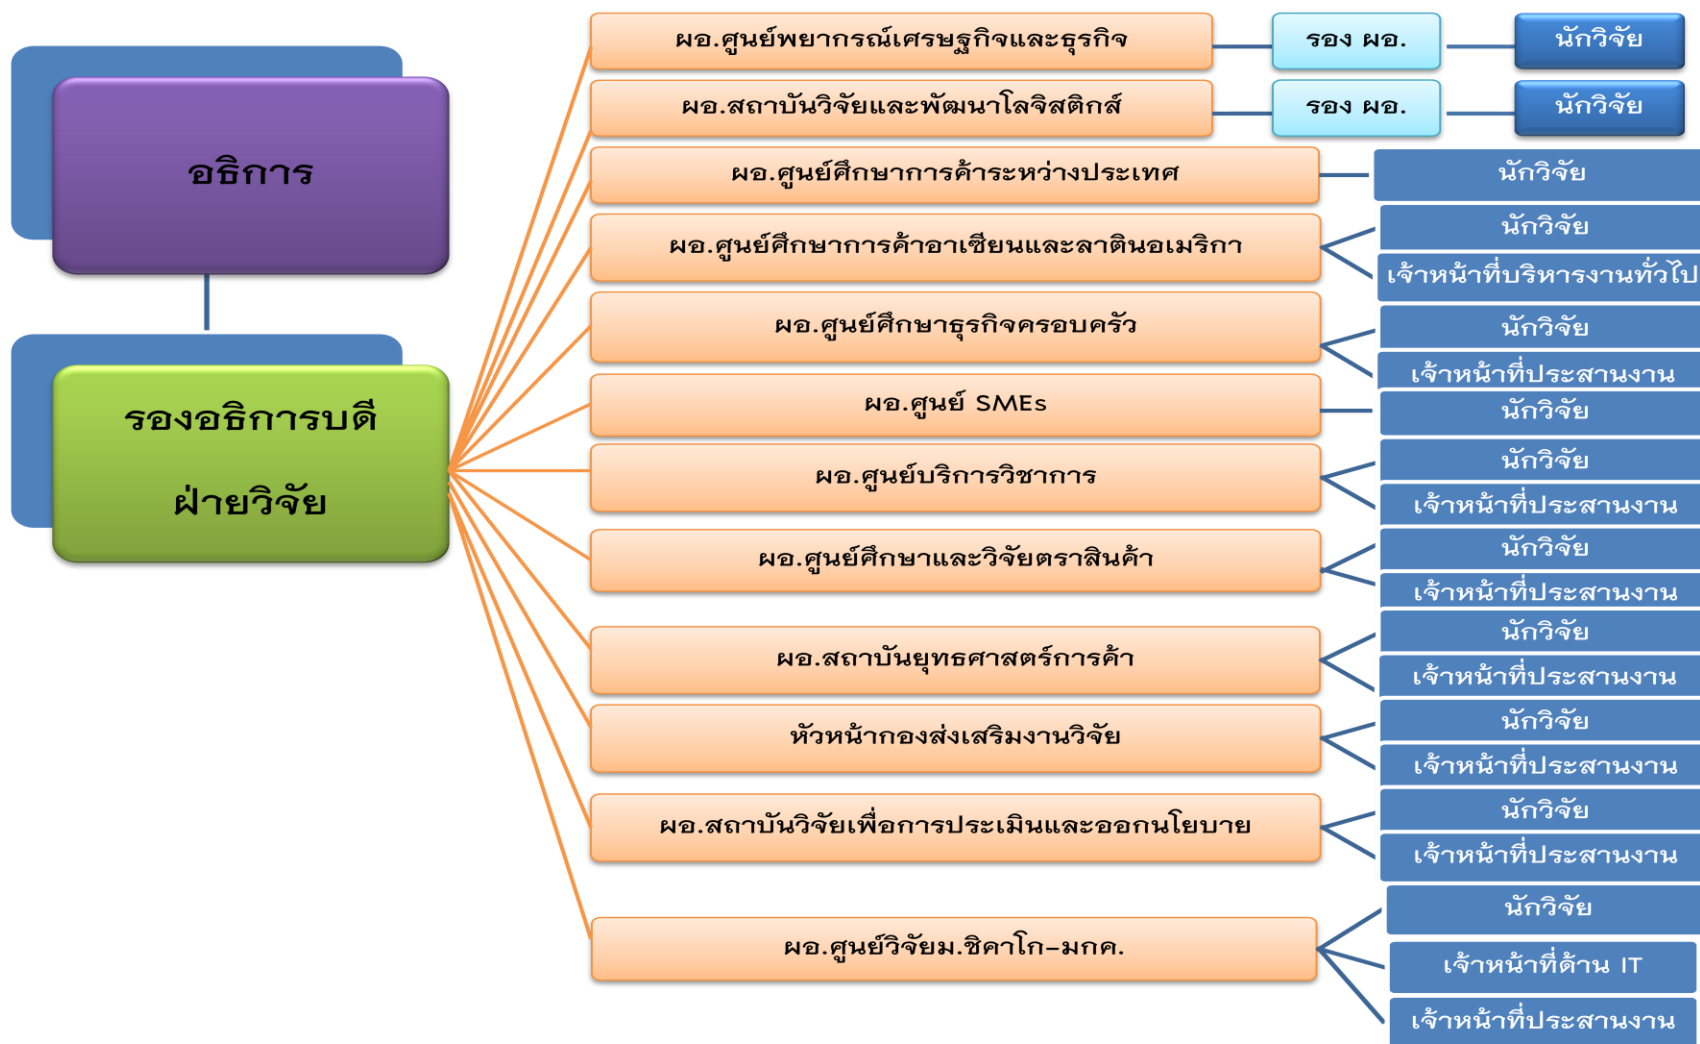 อธิการ
รองอธิการบดี
ฝ่ายวิจัย
ผอ.ศูนย์พยากรณ์เศรษฐกิจและธุรกิจ
รอง ผอ.
นักวิจัย
ผอ.สถาบันวิจัยและพัฒนาโลจิสติกส์
รอง ผอ.
นักวิจัย
ผอ.ศูนย์ศึกษาการค้าระหว่างประเทศ
นักวิจัย
ผอ.ศูนย์ศึกษาการค้าอาเซียนและลาตินอเมริกา
นักวิจัย
เจ้าหน้าที่บริหารงานทั่วไป
ผอ.ศูนย์ศึกษาธุรกิจครอบครัว
นักวิจัย
เจ้าหน้าที่ประสานงาน
ผอ.ศูนย์ SMEs
นักวิจัย
ผอ.ศูนย์บริการวิชาการ
นักวิจัย
เจ้าหน้าที่ประสานงาน
ผอ.ศูนย์ศึกษาและวิจัยตราสินค้า
นักวิจัย
เจ้าหน้าที่ประสานงาน
ผอ.สถาบันยุทธศาสตร์การค้า
นักวิจัย
เจ้าหน้าที่ประสานงาน
หัวหน้ากองส่งเสริมงานวิจัย
นักวิจัย
เจ้าหน้าที่ประสานงาน
ผอ.สถาบันวิจัยเพื่อการประเมินและออกนโยบาย
นักวิจัย
เจ้าหน้าที่ประสานงาน
ผอ.ศูนย์วิจัยม.ชิคาโก-มกค.
นักวิจัย
เจ้าหน้าที่ด้าน IT
เจ้าหน้าที่ประสานงาน